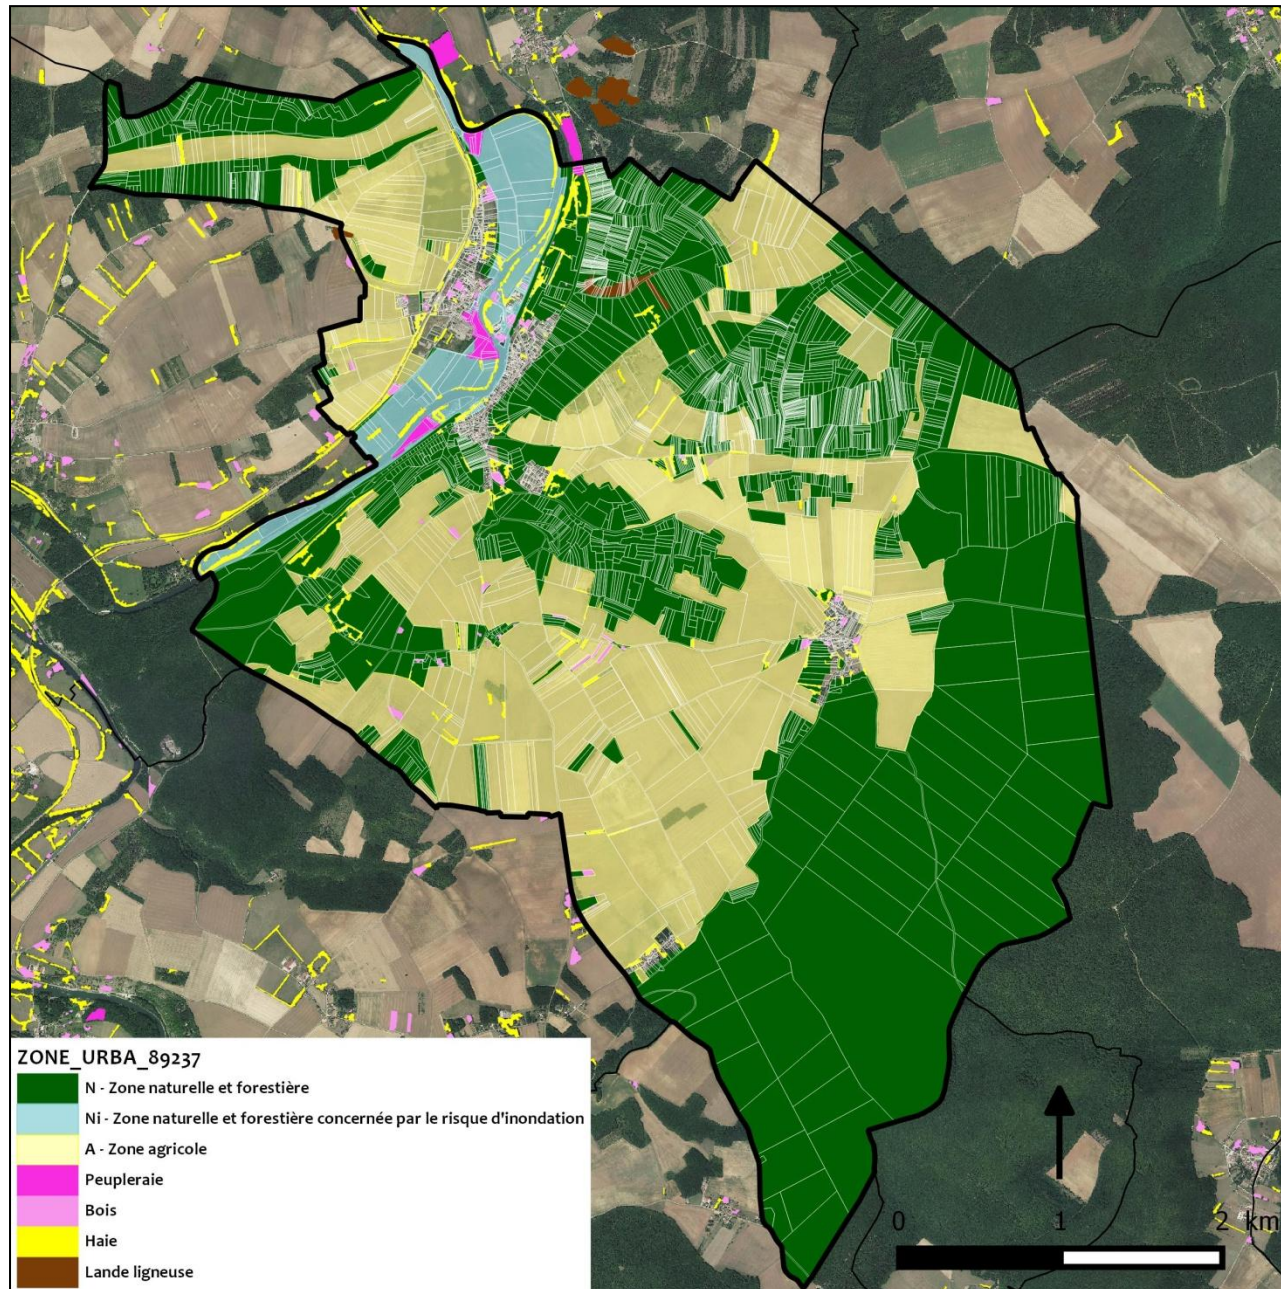 ZONE_URBA_89237
N - Zone naturelle et forestière
Ni - Zone naturelle et forestière concernée par le risque d'inondation
A - Zone agricole
Peupleraie
Bois
Haie
Lande ligneuse
0 1 2 km